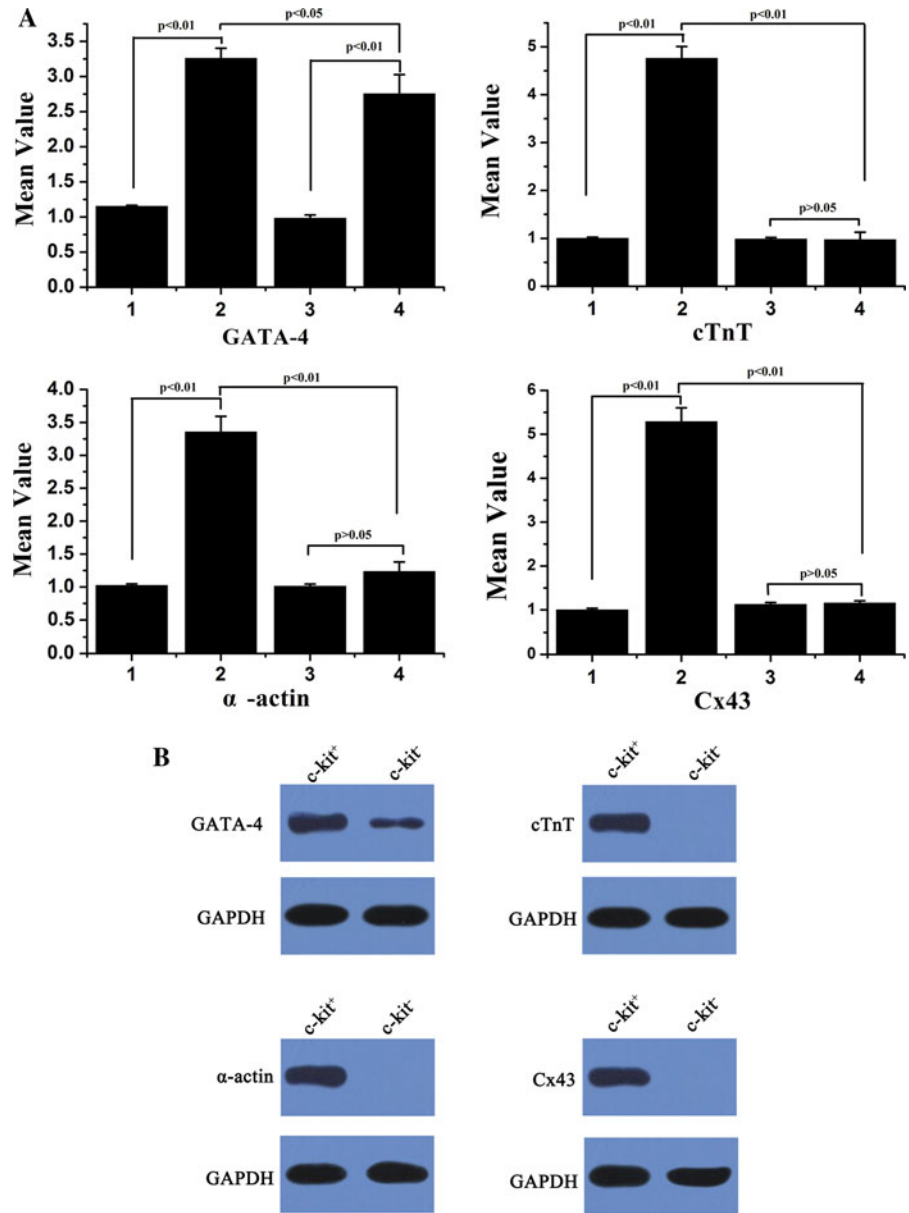 A
p<0.01
p<0.05
p<0.01
Mean Value
3.5
3.0
2.5
2.0
1.5
1.0
0.5
0.0
1 2 3 4
GATA-4
p<0.01
p<0.01
p>0.05
Mean Value
5
4
3
2
1
0
1 2 3 4
cTnT
p<0.01
p<0.01
p>0.05
Mean Value
4.0
3.5
3.0
2.5
2.0
1.5
1.0
0.5
0.0
1 2 3 4
α -actin
p<0.01
p<0.01
p>0.05
Mean Value
6
5
4
3
2
1
0
1 2 3 4
Cx43
B
c-kit⁺ c-kit⁻
GATA-4
GAPDH
c-kit⁺ c-kit⁻
cTnT
GAPDH
c-kit⁺ c-kit⁻
α-actin
GAPDH
c-kit⁺ c-kit⁻
Cx43
GAPDH